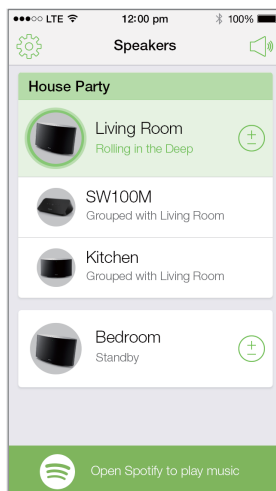 LTE 12:00 pm 100%
Speakers
House Party
Living Room
Rolling in the Deep
SW100M
Grouped with Living Room
Kitchen
Grouped with Living Room
Bedroom
Standby
Open Spotify to play music